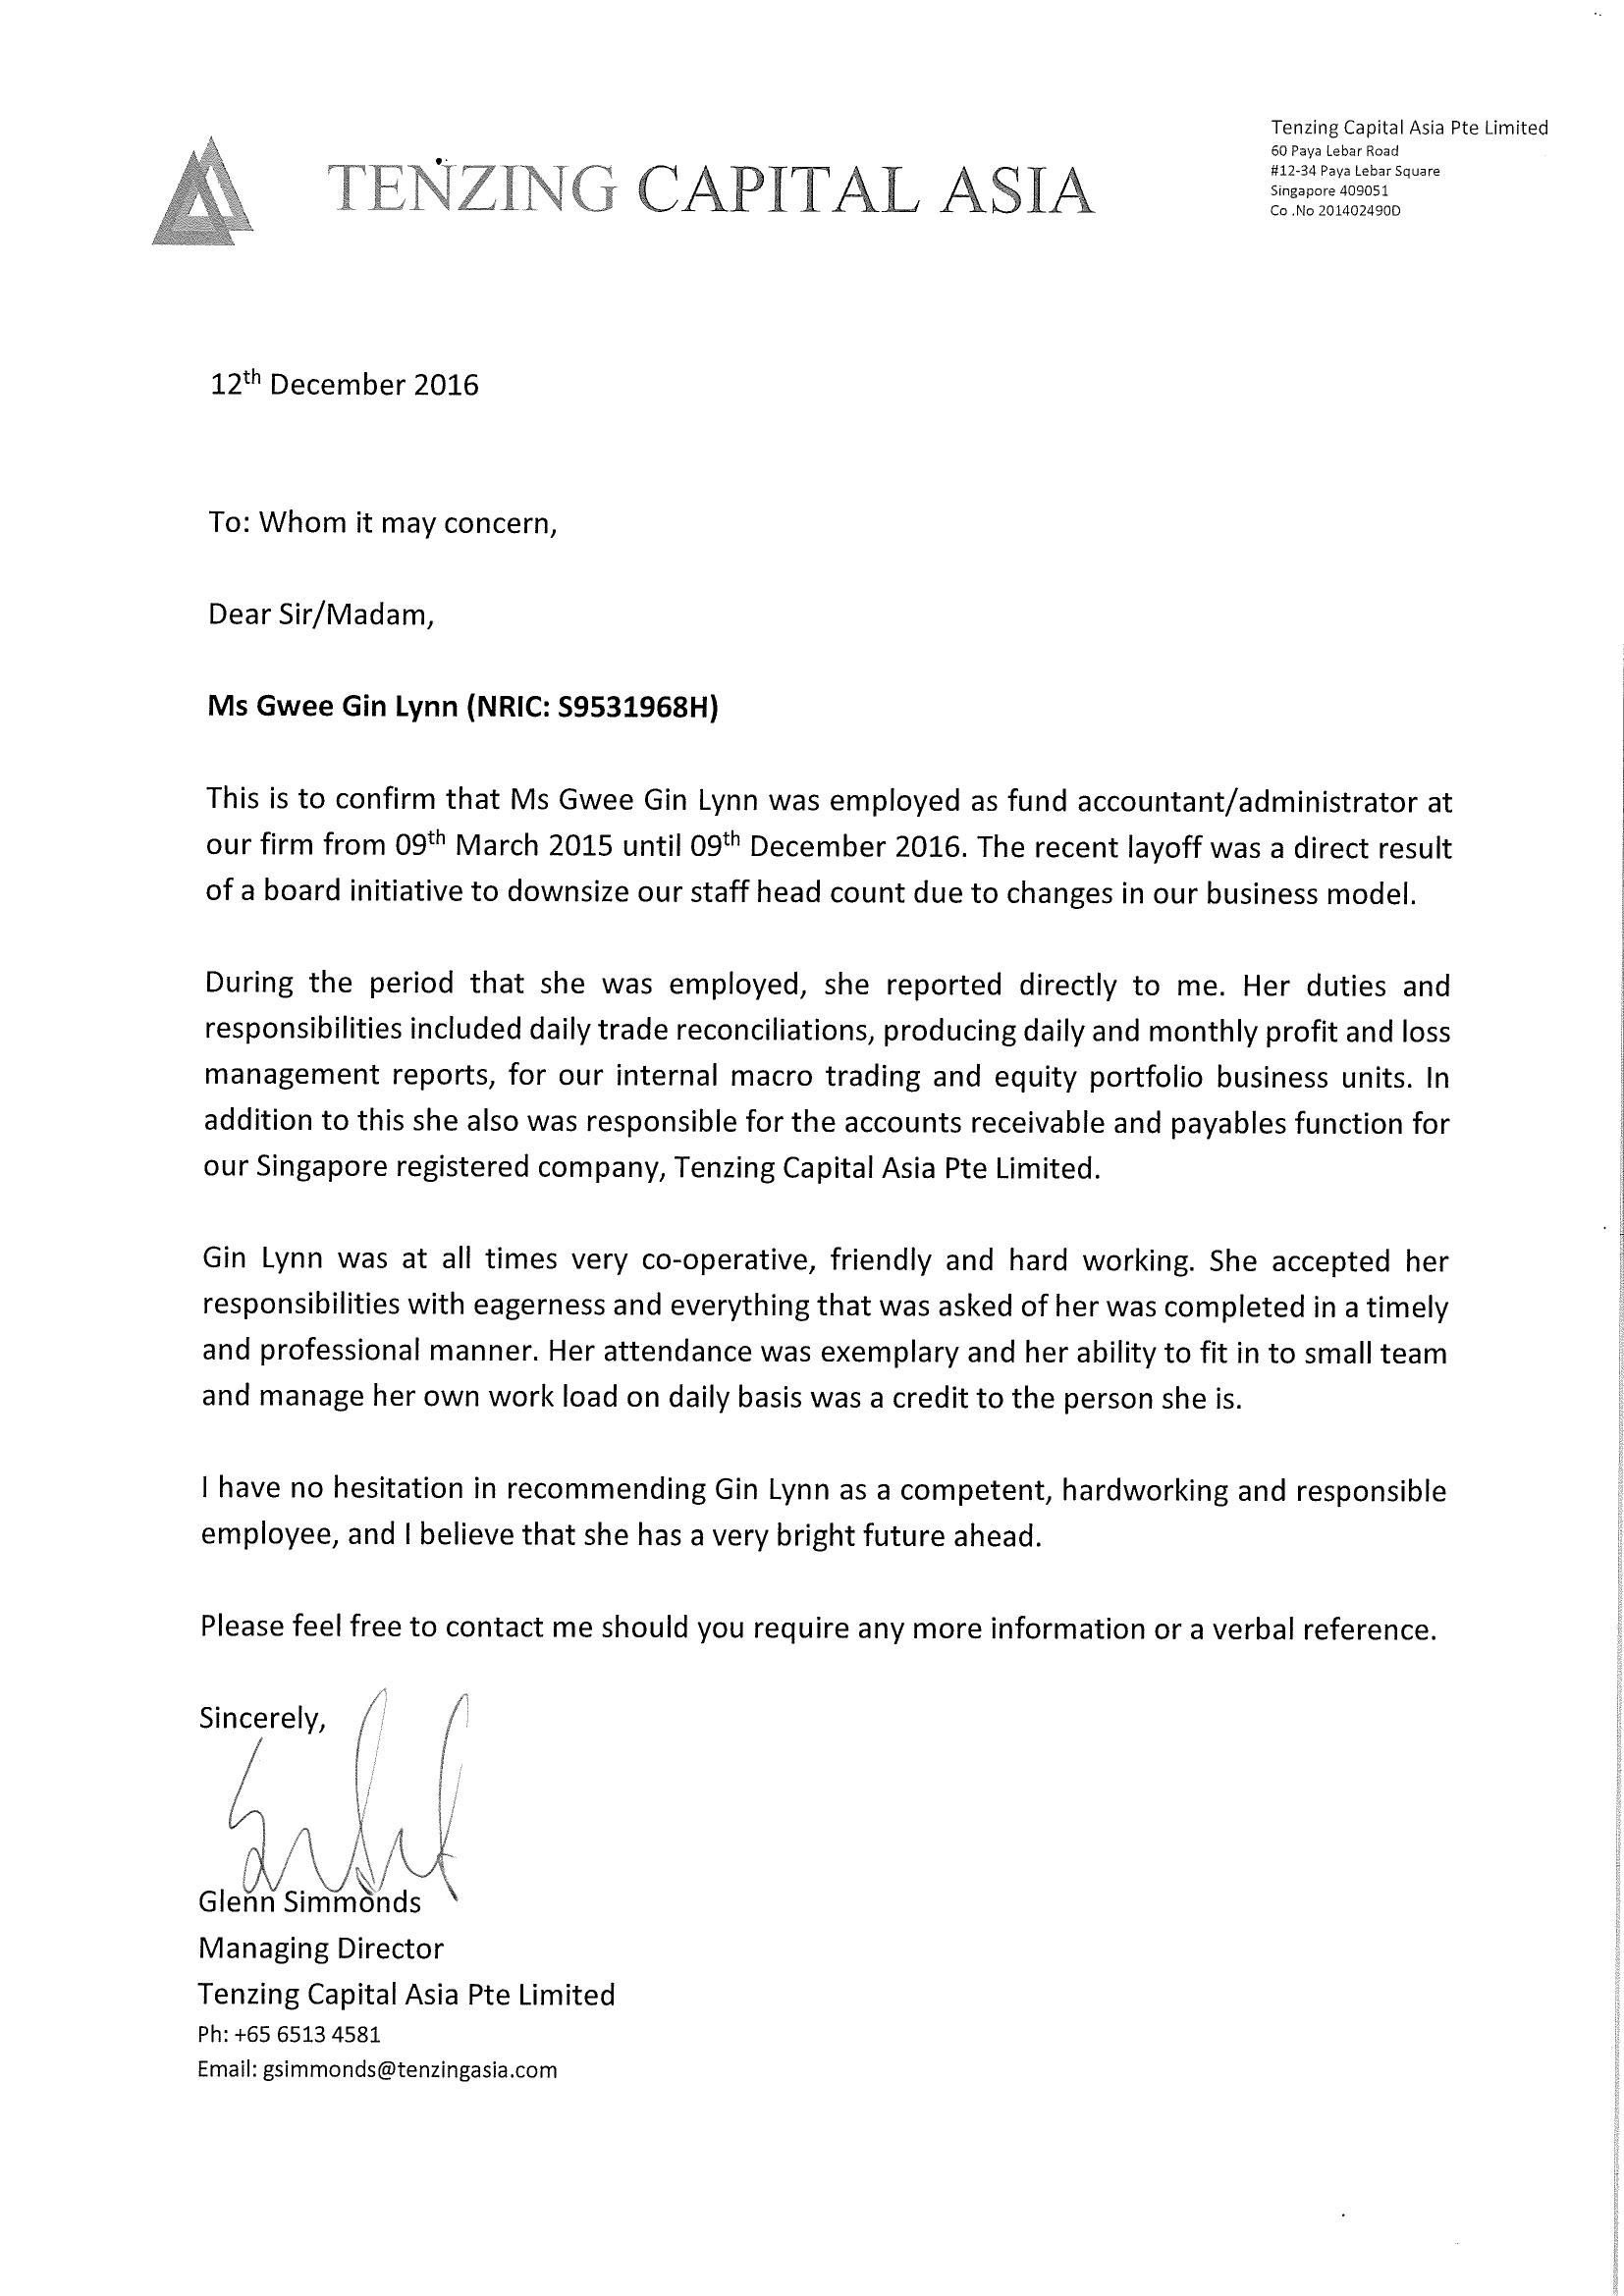 TENZING CAPITAL ASIA
Tenzing Capital Asia Pte Limited
60 Paya Lebar Road
#12-34 Paya Lebar Square
Singapore 409051
Co .No 201402490D
12th December 2016
To: Whom it may concern,
Dear Sir/Madam,
Ms Gwee Gin Lynn (NRIC: S9531968H)
This is to confirm that Ms Gwee Gin Lynn was employed as fund accountant/administrator at
our firm from 09th March 2015 until 09th December 2016. The recent layoff was a direct result
of a board initiative to downsize our staff head count due to changes in our business model.
During the period that she was employed, she reported directly to me. Her duties and
responsibilities included daily trade reconciliations, producing daily and monthly profit and loss
management reports, for our internal macro trading and equity portfolio business units. In
addition to this she also was responsible for the accounts receivable and payables function for
our Singapore registered company, Tenzing Capital Asia Pte Limited.
Gin Lynn was at all times very co-operative, friendly and hard working. She accepted her
responsibilities with eagerness and everything that was asked of her was completed in a timely
and professional manner. Her attendance was exemplary and her ability to fit in to small team
and manage her own work load on daily basis was a credit to the person she is.
I have no hesitation in recommending Gin Lynn as a competent, hardworking and responsible
employee, and I believe that she has a very bright future ahead.
Please feel free to contact me should you require any more information or a verbal reference.
Sincerely,
Glenn Simmonds
Managing Director
Tenzing Capital Asia Pte Limited
Ph: +65 6513 4581
Email: gsimmonds@tenzingasia.com